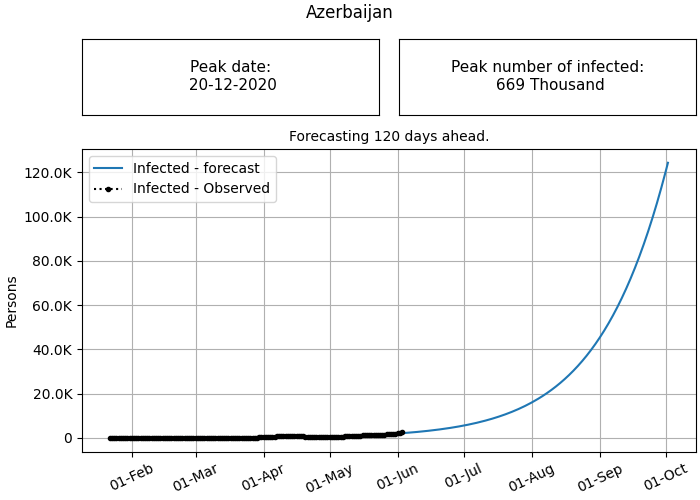 Azerbaijan
Peak date:
20-12-2020
Peak number of infected:
669 Thousand
Forecasting 120 days ahead.
Infected - forecast
Infected - Observed
Persons
120.0K
100.0K
80.0K
60.0K
40.0K
20.0K
0
01-Feb
01-Mar
01-Apr
01-May
01-Jun
01-Jul
01-Aug
01-Sep
01-Oct